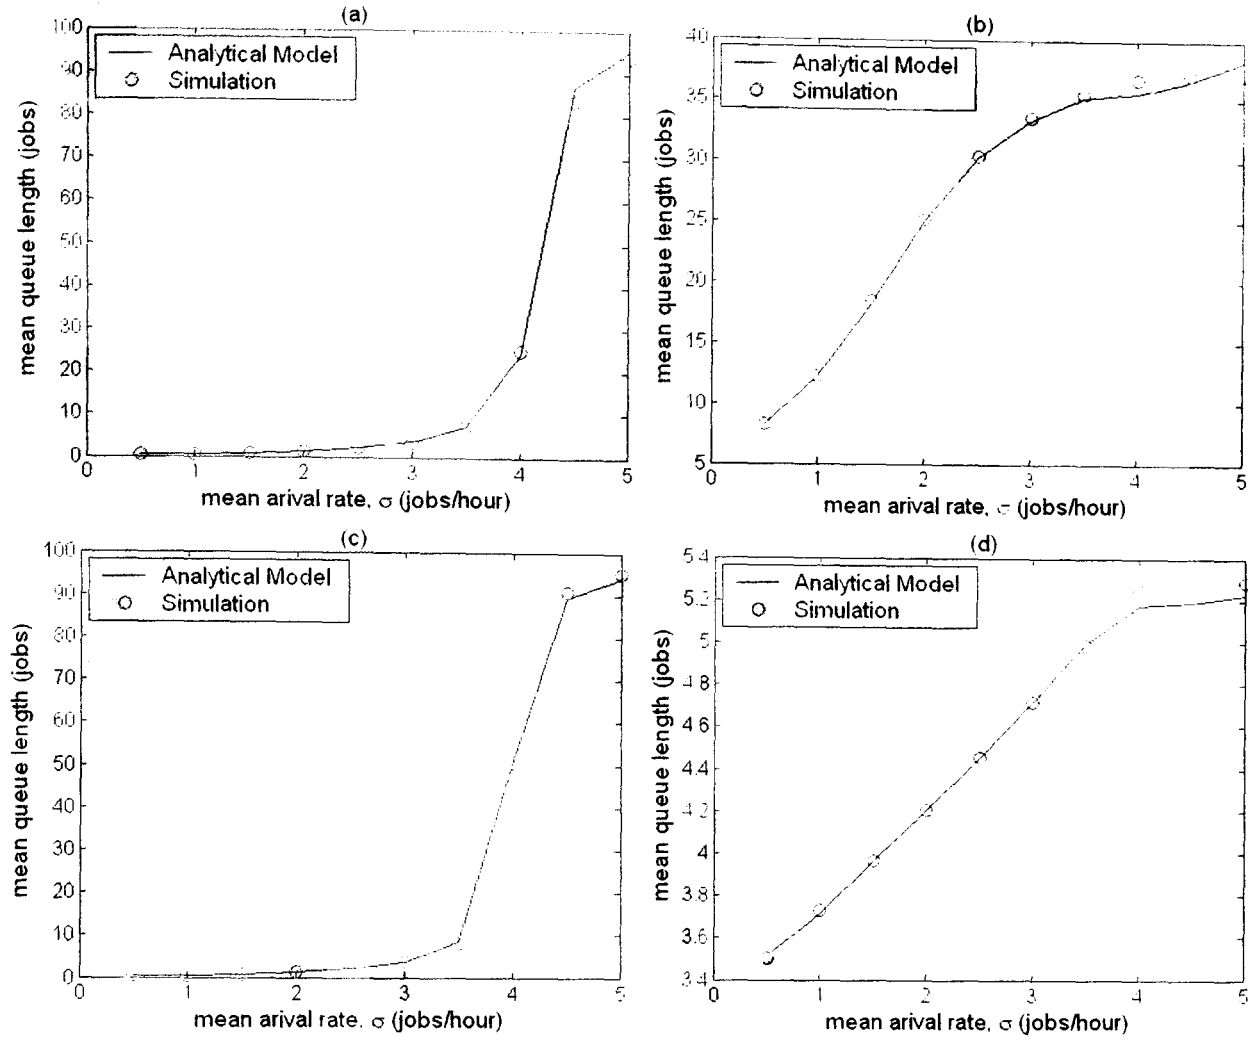 (a)
100
90
80
70
60
50
40
30
20
10
0
mean queue length (jobs)
Analytical Model
Simulation
0 1 2 3 4 5
mean arival rate, σ (jobs/hour)
(b)
40
35
30
25
20
15
10
5
mean queue length (jobs)
Analytical Model
Simulation
0 1 2 3 4 5
mean arival rate, σ (jobs/hour)
(c)
100
90
80
70
60
50
40
30
20
10
0
mean queue length (jobs)
Analytical Model
Simulation
0 1 2 3 4 5
mean arival rate, σ (jobs/hour)
(d)
5.4
5.2
5
4.8
4.6
4.4
4.2
4
3.8
3.6
3.4
mean queue length (jobs)
Analytical Model
Simulation
0 1 2 3 4 5
mean arival rate, σ (jobs/hour)